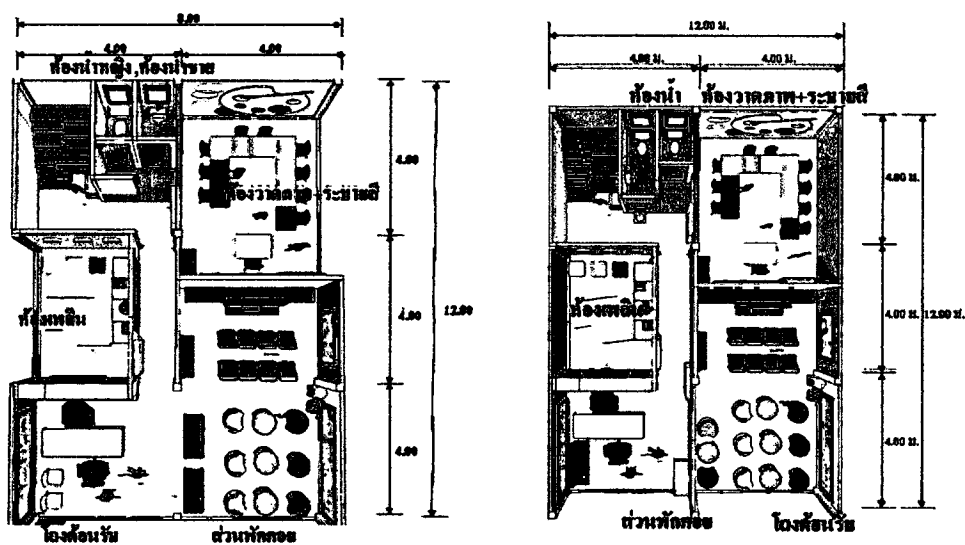 8.00
4.00 4.00
ห้องน้ำหญิง,ห้องน้ำชาย
4.00
ห้องวาดภาพ+ระบายสี
4.00
12.00
4.00
โถงต้อนรับ ส่วนพักคอย
12.00 ม.
4.00 ม. 4.00 ม.
ห้องน้ำ ห้องวาดภาพ+ระบายสี
4.00 ม.
4.00 ม. 12.00 ม.
4.00 ม.
ส่วนพักคอย โถงต้อนรับ